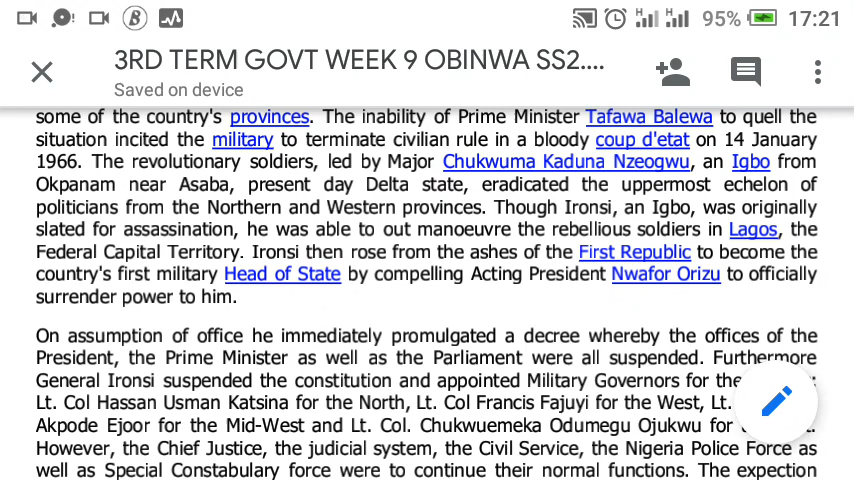 95% 17:21
3RD TERM GOVT WEEK 9 OBINWA SS2....
Saved on device
some of the country's provinces. The inability of Prime Minister Tafawa Balewa to quell the
situation incited the military to terminate civilian rule in a bloody coup d'etat on 14 January
1966. The revolutionary soldiers, led by Major Chukwuma Kaduna Nzeogwu, an Igbo from
Okpanam near Asaba, present day Delta state, eradicated the uppermost echelon of
politicians from the Northern and Western provinces. Though Ironsi, an Igbo, was originally
slated for assassination, he was able to out manoeuvre the rebellious soldiers in Lagos, the
Federal Capital Territory. Ironsi then rose from the ashes of the First Republic to become the
country's first military Head of State by compelling Acting President Nwafor Orizu to officially
surrender power to him.
On assumption of office he immediately promulgated a decree whereby the offices of the
President, the Prime Minister as well as the Parliament were all suspended. Furthermore
General Ironsi suspended the constitution and appointed Military Governors for the
Lt. Col Hassan Usman Katsina for the North, Lt. Col Francis Fajuyi for the West, Lt.
Akpode Ejoor for the Mid-West and Lt. Col. Chukwuemeka Odumegu Ojukwu for
However, the Chief Justice, the judicial system, the Civil Service, the Nigeria Police Force as
well as Special Constabulary force were to continue their normal functions. The expection